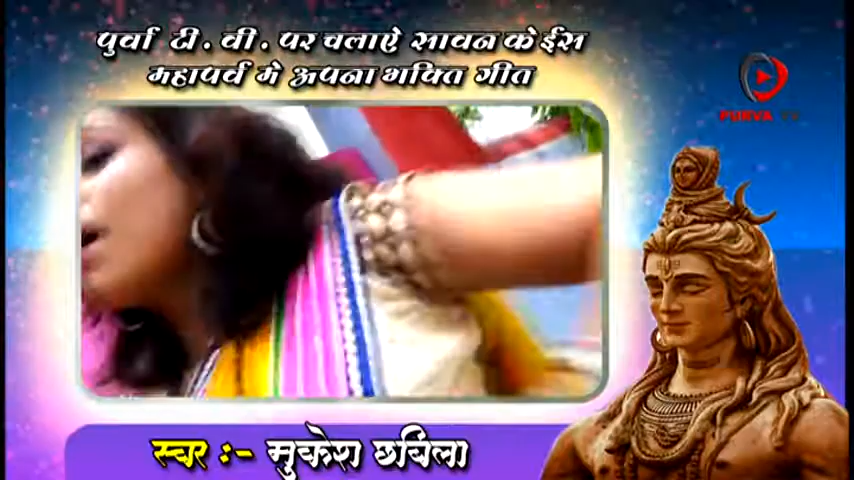 पुर्वा टी. वी. पर चलाऐ सावन के ईस
महापर्व मे अपना भक्ति गीत
PURVA TV
स्वर :- मुकेश छबिला